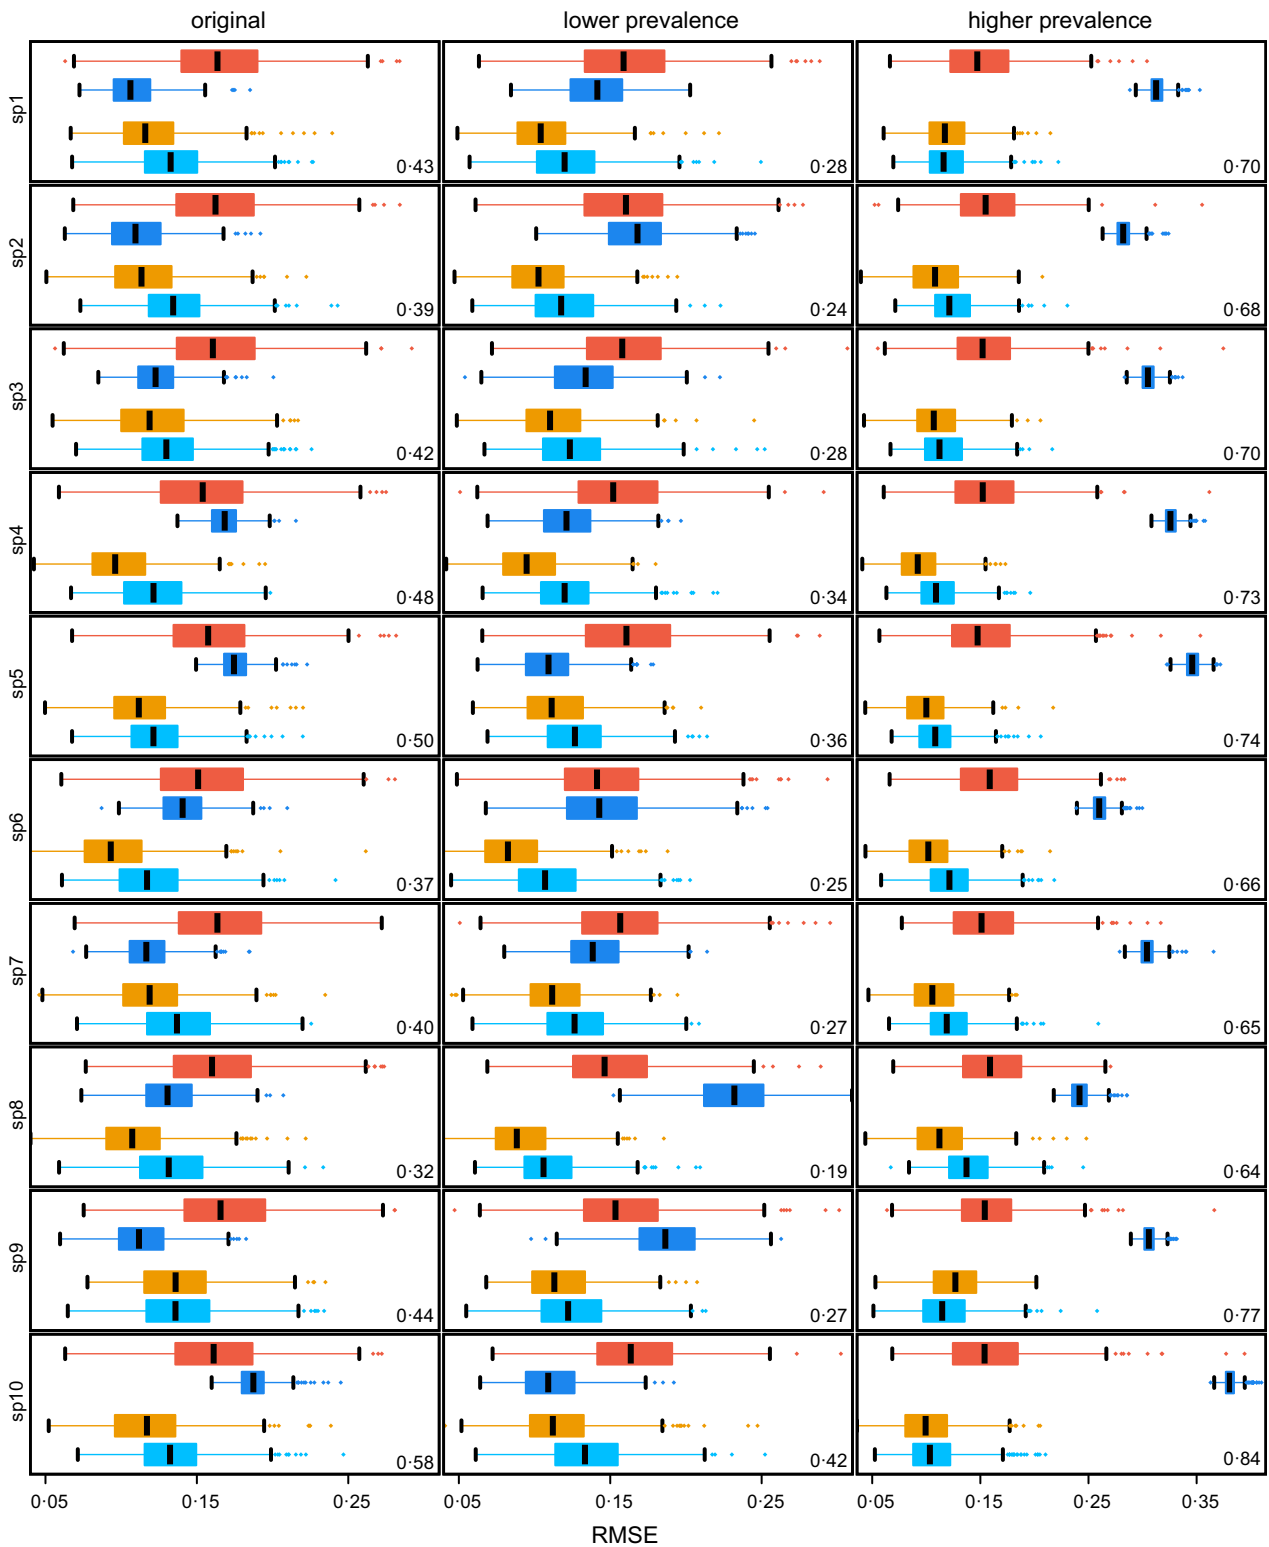 original lower prevalence higher prevalence
sp1 0·43 0·28 0·70
sp2 0·39 0·24 0·68
sp3 0·42 0·28 0·70
sp4 0·48 0·34 0·73
sp5 0·50 0·36 0·74
sp6 0·37 0·25 0·66
sp7 0·40 0·27 0·65
sp8 0·32 0·19 0·64
sp9 0·44 0·27 0·77
sp10 0·58 0·42 0·84
0·05 0·15 0·25 0·05 0·15 0·25 0·05 0·15 0·25 0·35
RMSE